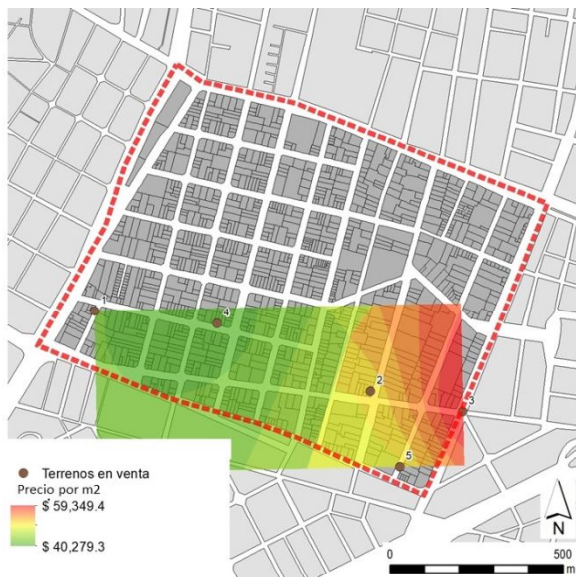 1
4
2
3
5
Terrenos en venta
Precio por m2
$ 59,349.4
$ 40,279.3
N
0 500
m